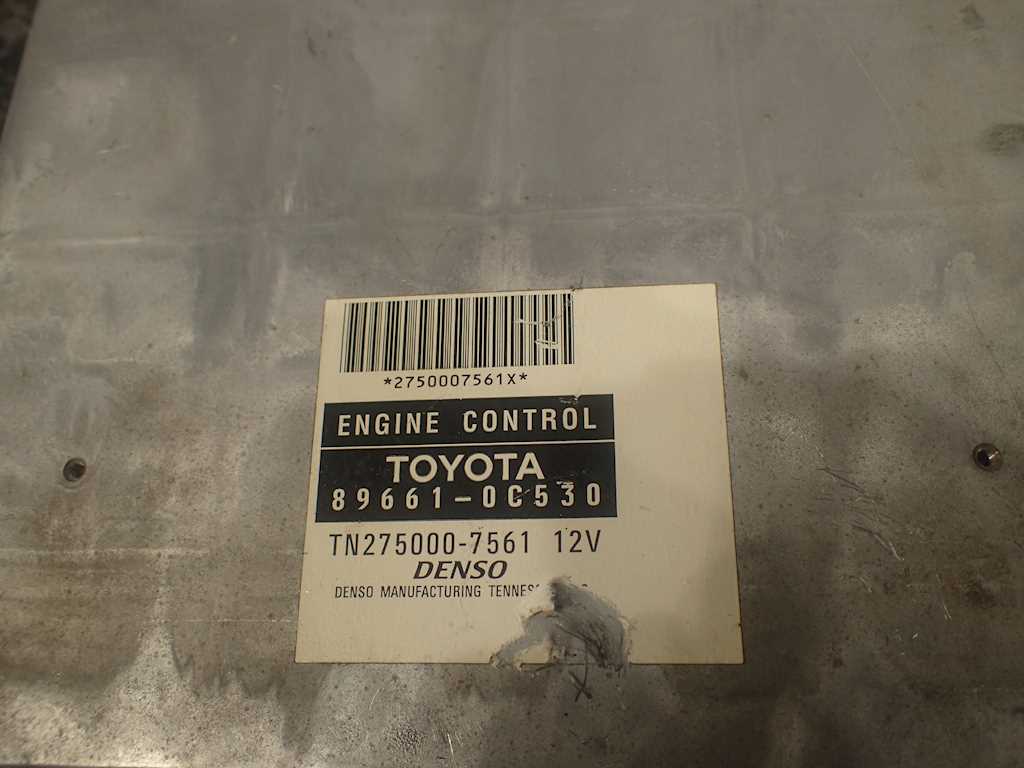 *2750007561X*
ENGINE CONTROL
TOYOTA
89661-0C530
TN275000-7561 12V
DENSO
DENSO MANUFACTURING